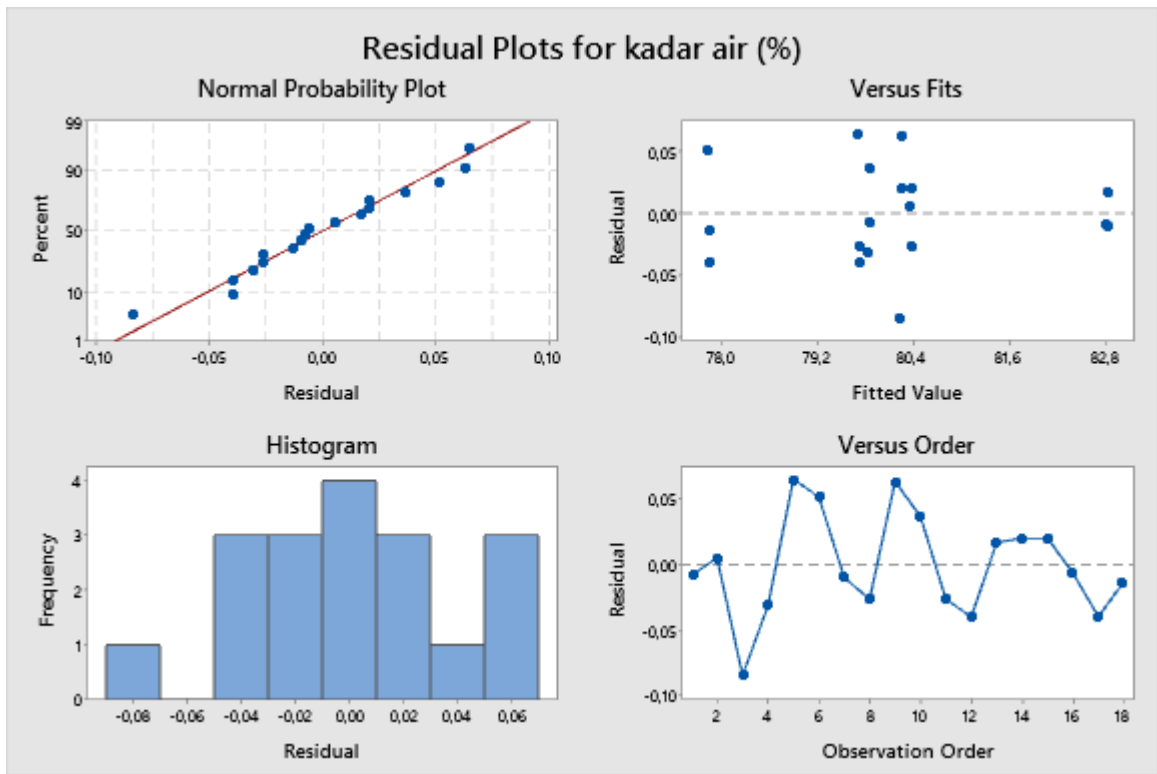 Residual Plots for kadar air (%)
Normal Probability Plot
99
90
50
10
1
Percent
-0,10 -0,05 0,00 0,05 0,10
Residual
Versus Fits
0,05
0,00
-0,05
-0,10
Residual
78,0 79,2 80,4 81,6 82,8
Fitted Value
Histogram
4
3
2
1
0
Frequency
-0,08 -0,06 -0,04 -0,02 0,00 0,02 0,04 0,06
Residual
Versus Order
0,05
0,00
-0,05
-0,10
Residual
2 4 6 8 10 12 14 16 18
Observation Order